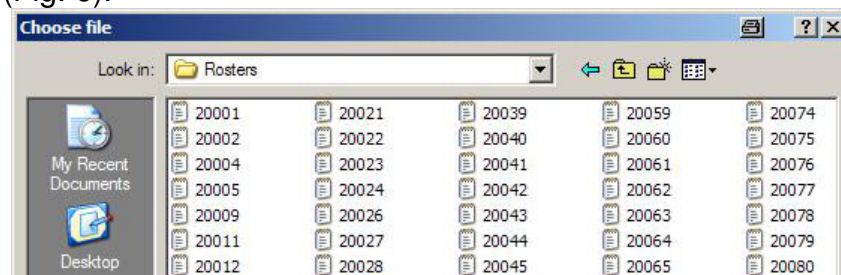 (Fig. 3).
Choose file
Look in: Rosters
20001 20021 20039 20059 20074
20002 20022 20040 20060 20075
20004 20023 20041 20061 20076
My Recent Documents
20005 20024 20042 20062 20077
20009 20026 20043 20063 20078
20011 20027 20044 20064 20079
Desktop
20012 20028 20045 20065 20080